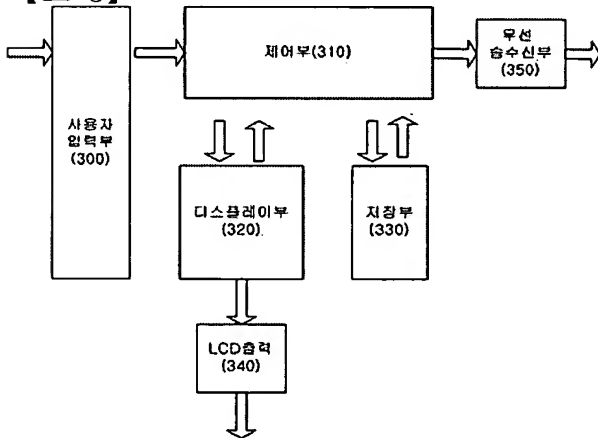 제어부(310)
무선
송수신부
(350)
사용자
입력부
(300)
디스플레이부
(320)
저장부
(330)
LCD출력
(340)